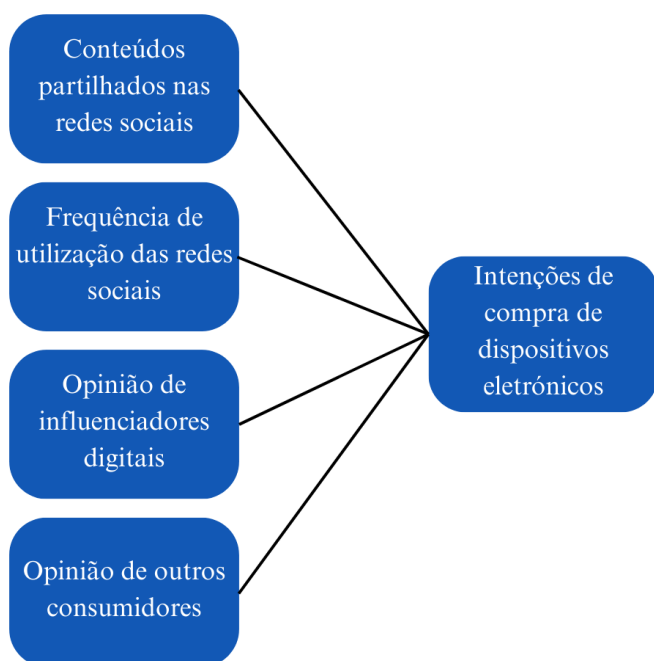 Conteúdos
partilhados nas
redes sociais
Frequência de
utilização das redes
sociais
Opinião de
influenciadores
digitais
Opinião de outros
consumidores
Intenções de
compra de
dispositivos
eletrónicos